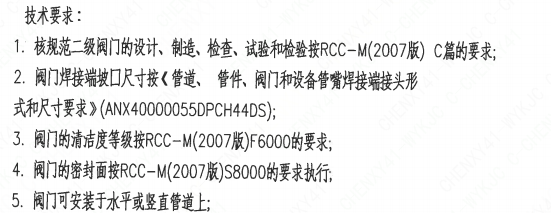 技术要求：
1. 核规范二级阀门的设计、制造、检查、试验和检验按RCC-M(2007版) C篇的要求;
2. 阀门焊接端坡口尺寸按《管道、 管件、阀门和设备管嘴焊接端接头形
式和尺寸要求》(ANX40000055DPCH44DS);
3. 阀门的清洁度等级按RCC-M(2007版)F6000的要求;
4. 阀门的密封面按RCC-M(2007版)S8000的要求执行;
5. 阀门可安装于水平或竖直管道上;